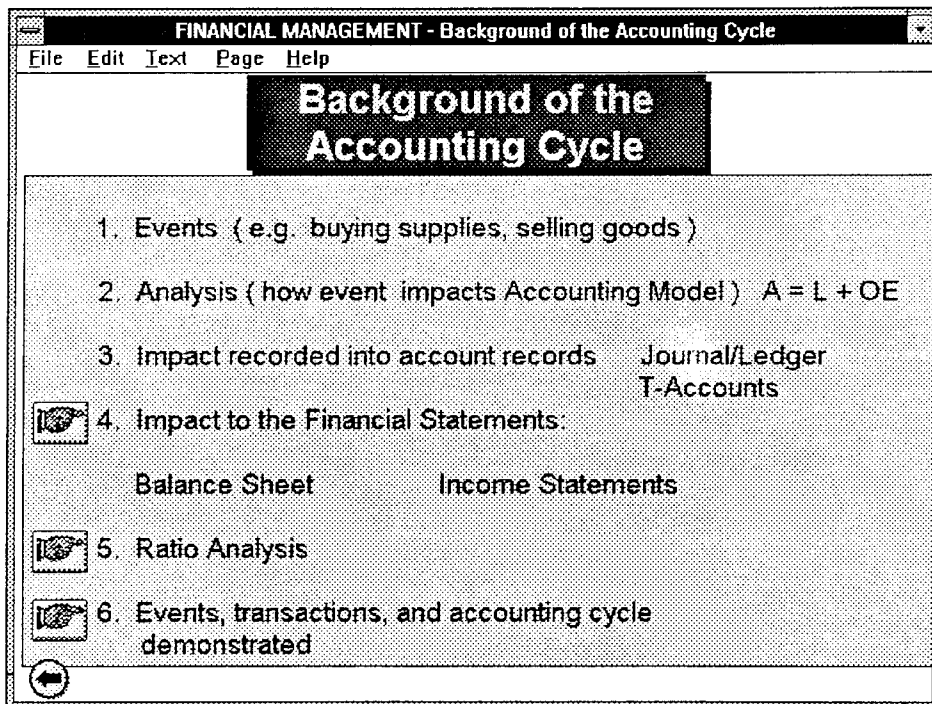 FINANCIAL MANAGEMENT - Background of the Accounting Cycle
File Edit Text Page Help
Background of the
Accounting Cycle
1. Events ( e.g. buying supplies, selling goods )
2. Analysis ( how event impacts Accounting Model ) A = L + OE
3. Impact recorded into account records Journal/Ledger
T-Accounts
4. Impact to the Financial Statements:
Balance Sheet Income Statements
5. Ratio Analysis
6. Events, transactions, and accounting cycle
demonstrated